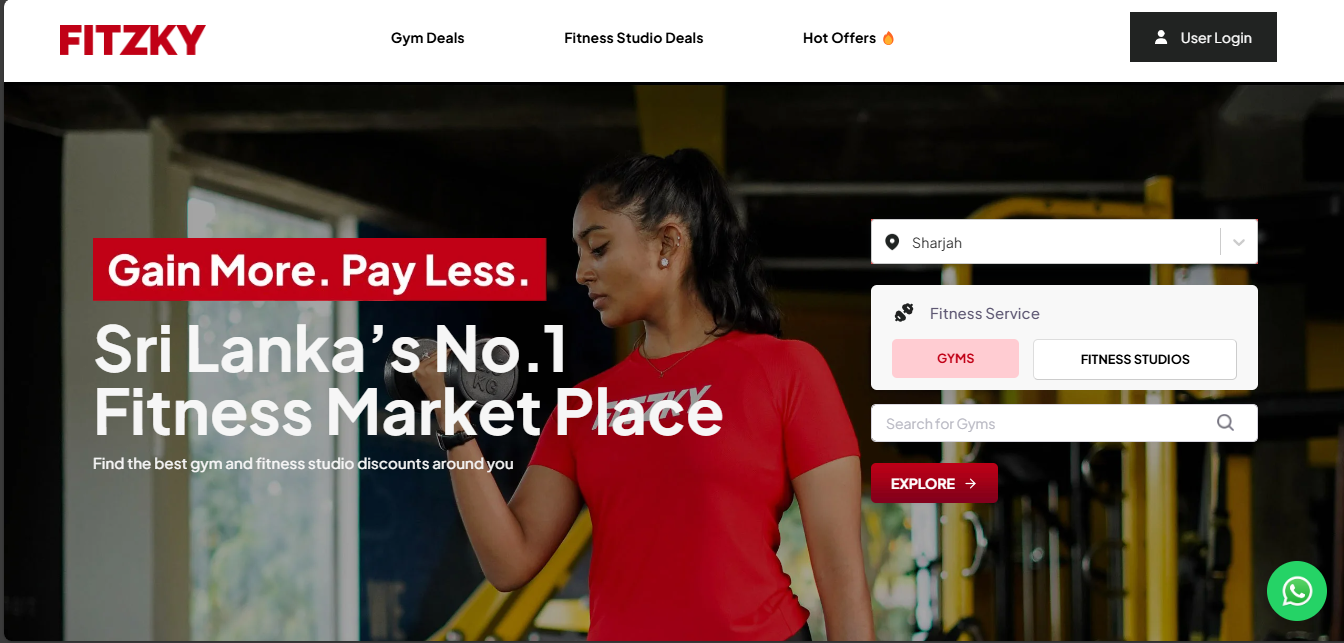 FITZKY
Gym Deals
Fitness Studio Deals
Hot Offers 🔥
User Login
Gain More. Pay Less.
Sri Lanka’s No.1
Fitness Market Place
Find the best gym and fitness studio discounts around you
KG
FITZKY
Sharjah
Fitness Service
GYMS
FITNESS STUDIOS
Search for Gyms
EXPLORE →